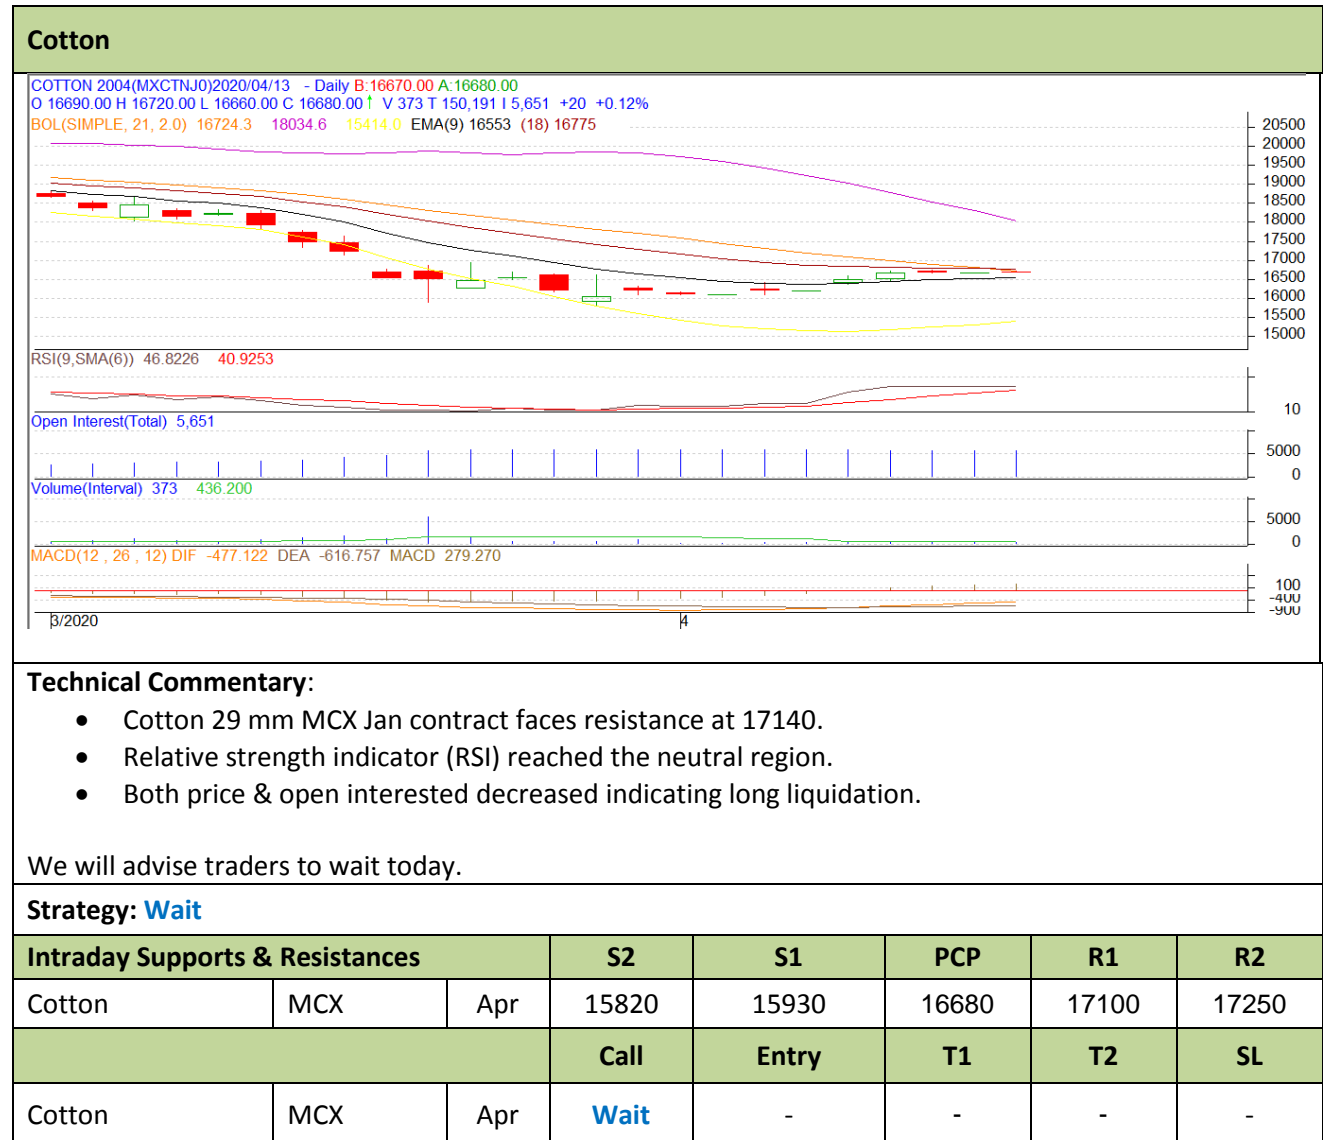 Cotton
COTTON 2004(MXCTNJ0)2020/04/13 - Daily B:16670.00 A:16680.00
O 16690.00 H 16720.00 L 16660.00 C 16680.00↑ V 373 T 150,191 I 5,651 +20 +0.12%
BOL(SIMPLE, 21, 2.0) 16724.3 18034.6 15414.0 EMA(9) 16553 (18) 16775
20500
20000
19500
19000
18500
18000
17500
17000
16500
16000
15500
15000
RSI(9,SMA(6)) 46.8226 40.9253
10
Open Interest(Total) 5,651
5000
0
Volume(Interval) 373 436.200
5000
0
MACD(12 , 26 , 12) DIF -477.122 DEA -616.757 MACD 279.270
100
-400
-900
3/2020 4
Technical Commentary:
• Cotton 29 mm MCX Jan contract faces resistance at 17140.
• Relative strength indicator (RSI) reached the neutral region.
• Both price & open interested decreased indicating long liquidation.
We will advise traders to wait today.
Strategy: Wait
Intraday Supports & Resistances S2 S1 PCP R1 R2
Cotton MCX Apr 15820 15930 16680 17100 17250
Call Entry T1 T2 SL
Cotton MCX Apr Wait - - - -